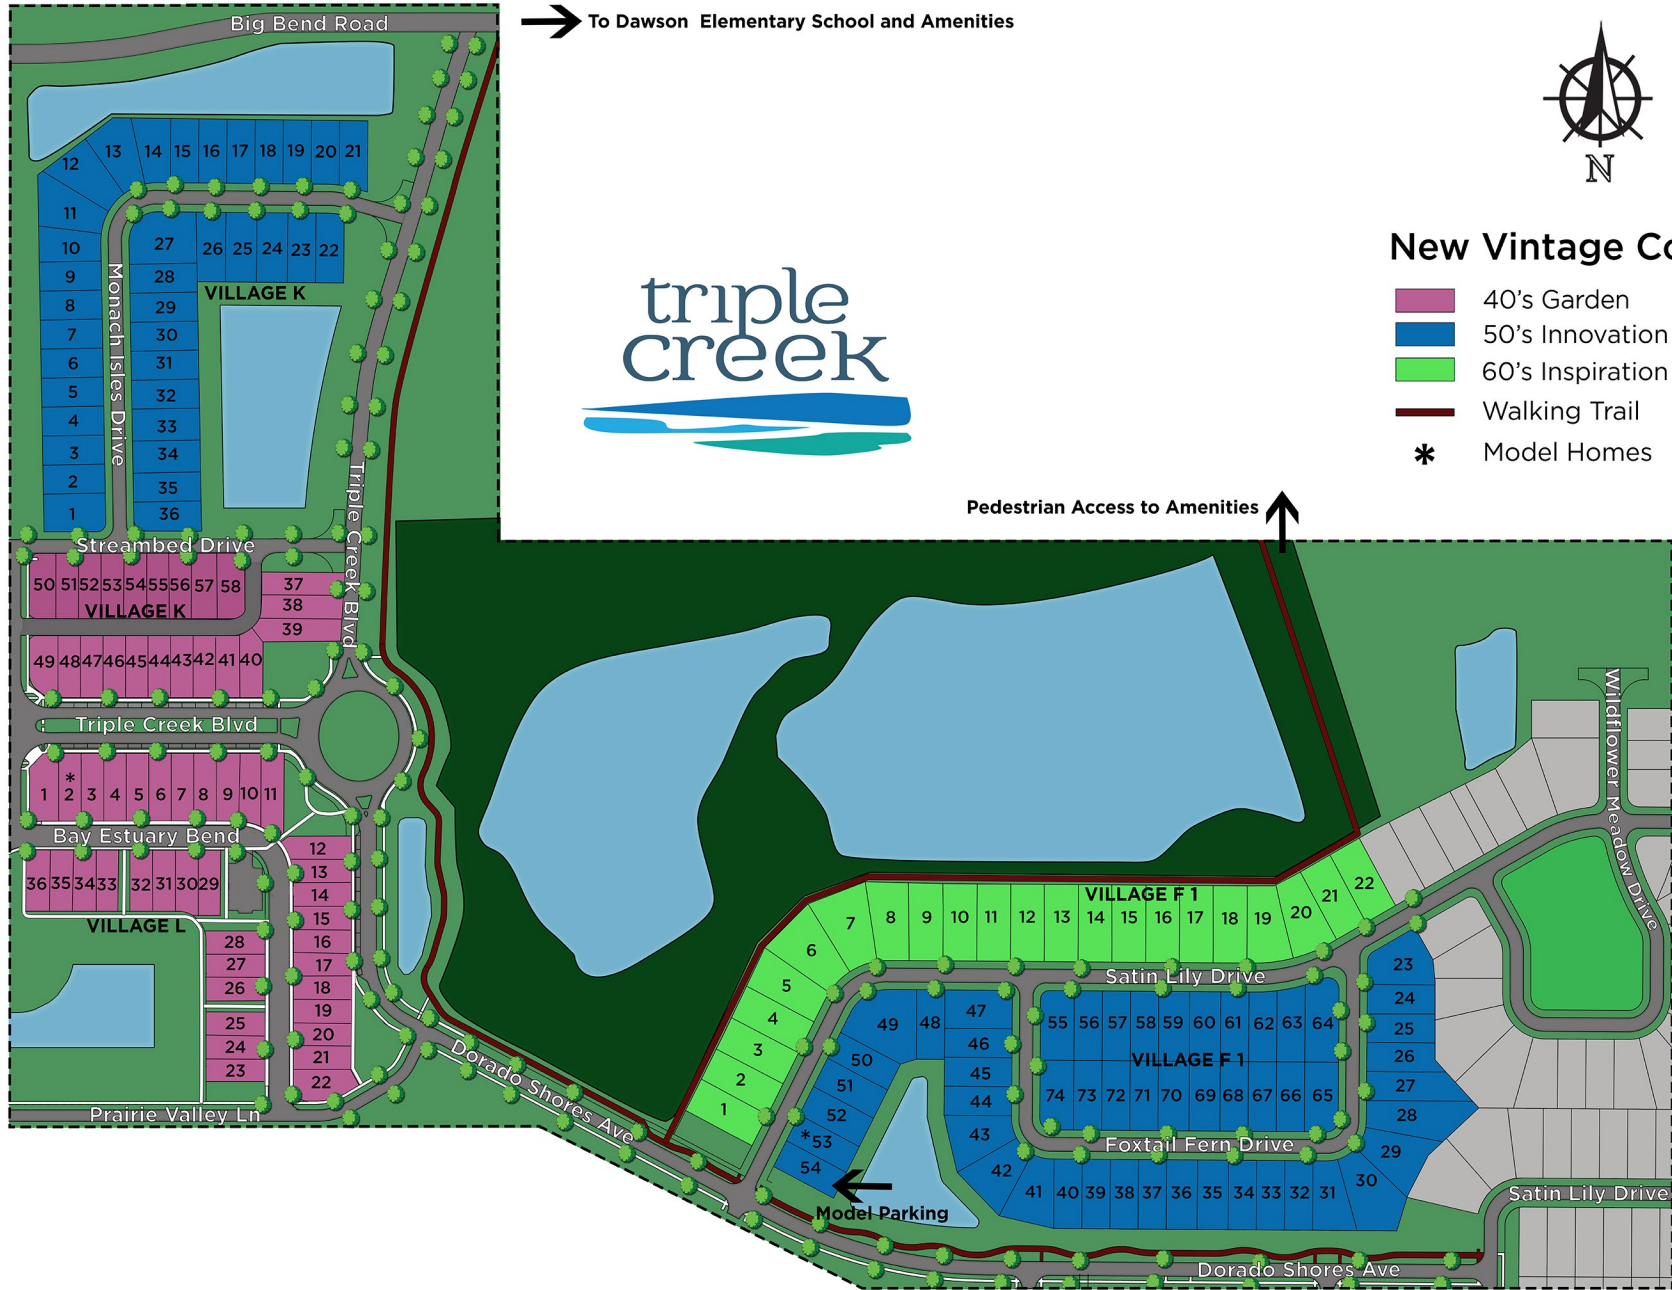 Big Bend Road
To Dawson Elementary School and Amenities
N
New Vintage Co
40's Garden
50's Innovation
60's Inspiration
Walking Trail
* Model Homes
triple
creek
12 13 14 15 16 17 18 19 20 21
11
10
9
8
7
6
5
4
3
2
1
Monach Isles Drive
27 26 25 24 23 22
VILLAGE K
28
29
30
31
32
33
34
35
36
Triple Creek Blvd
Streambed Drive
50 51 52 53 54 55 56 57 58
VILLAGE K
37
38
39
49 48 47 46 45 44 43 42 41 40
Triple Creek Blvd
*
1 2 3 4 5 6 7 8 9 10 11
Bay Estuary Bend
36 35 34 33 32 31 30 29
VILLAGE L
12
13
14
15
16
17
18
19
20
21
22
28
27
26
25
24
23
Prairie Valley Ln
Pedestrian Access to Amenities
Wildflower Meadow Drive
VILLAGE F 1
1
2
3
4
5
6
7 8 9 10 11 12 13 14 15 16 17 18 19 20 21 22
Satin Lily Drive
23
24
25
26
27
28
29
30
49 48 47
46
45
44
43
42
50
51
52
*53
54
55 56 57 58 59 60 61 62 63 64
VILLAGE F 1
74 73 72 71 70 69 68 67 66 65
Foxtail Fern Drive
41 40 39 38 37 36 35 34 33 32 31
Satin Lily Drive
Model Parking
Dorado Shores Ave
Dorado Shores Ave